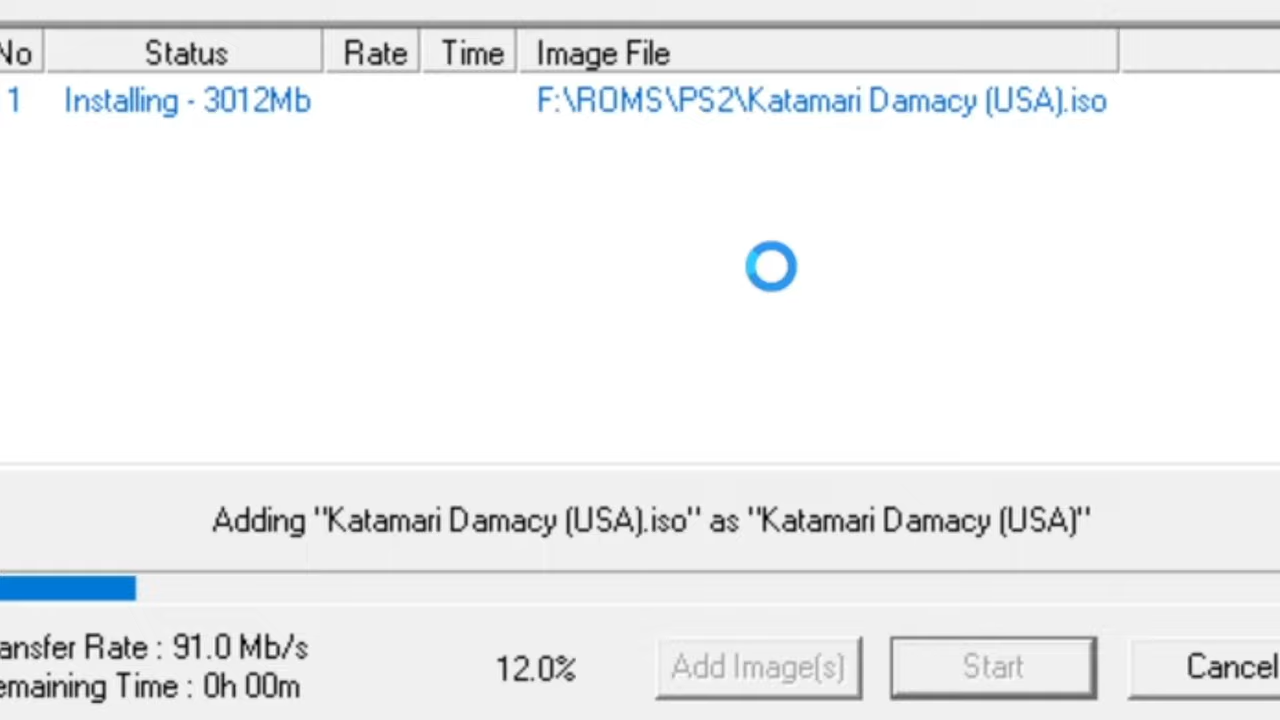 No Status Rate Time Image File
1 Installing - 3012Mb F:\ROMS\PS2\Katamari Damacy (USA).iso
Adding "Katamari Damacy (USA).iso" as "Katamari Damacy (USA)"
ansfer Rate : 91.0 Mb/s
emaining Time : 0h 00m
12.0%
Add Image(s) Start Cancel